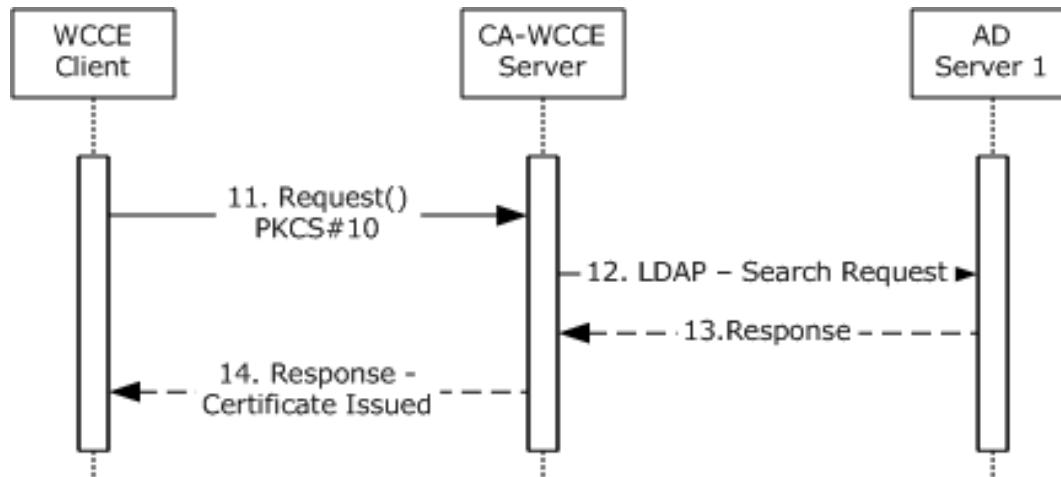 WCCE
Client
CA-WCCE
Server
AD
Server 1
11. Request()
PKCS#10
12. LDAP – Search Request
13.Response
14. Response -
Certificate Issued